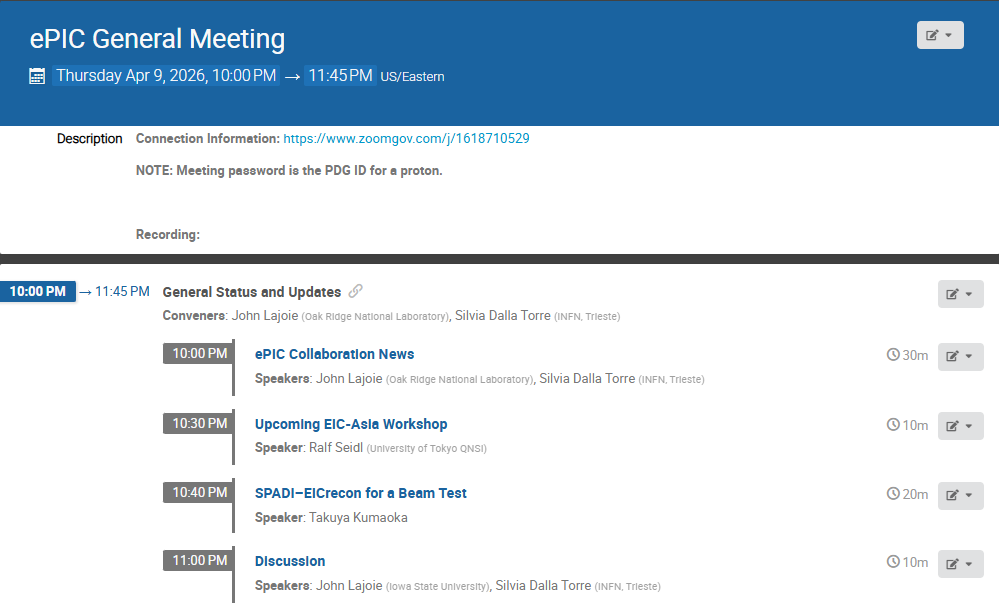 ePIC General Meeting
Thursday Apr 9, 2026, 10:00 PM → 11:45 PM US/Eastern
Description Connection Information: https://www.zoomgov.com/j/1618710529
NOTE: Meeting password is the PDG ID for a proton.
Recording:
10:00 PM → 11:45 PM General Status and Updates
Conveners: John Lajoie (Oak Ridge National Laboratory), Silvia Dalla Torre (INFN, Trieste)
10:00 PM ePIC Collaboration News 30m
Speakers: John Lajoie (Oak Ridge National Laboratory), Silvia Dalla Torre (INFN, Trieste)
10:30 PM Upcoming EIC-Asia Workshop 10m
Speaker: Ralf Seidl (University of Tokyo QNSI)
10:40 PM SPADI–EICrecon for a Beam Test 20m
Speaker: Takuya Kumaoka
11:00 PM Discussion 10m
Speakers: John Lajoie (Iowa State University), Silvia Dalla Torre (INFN, Trieste)